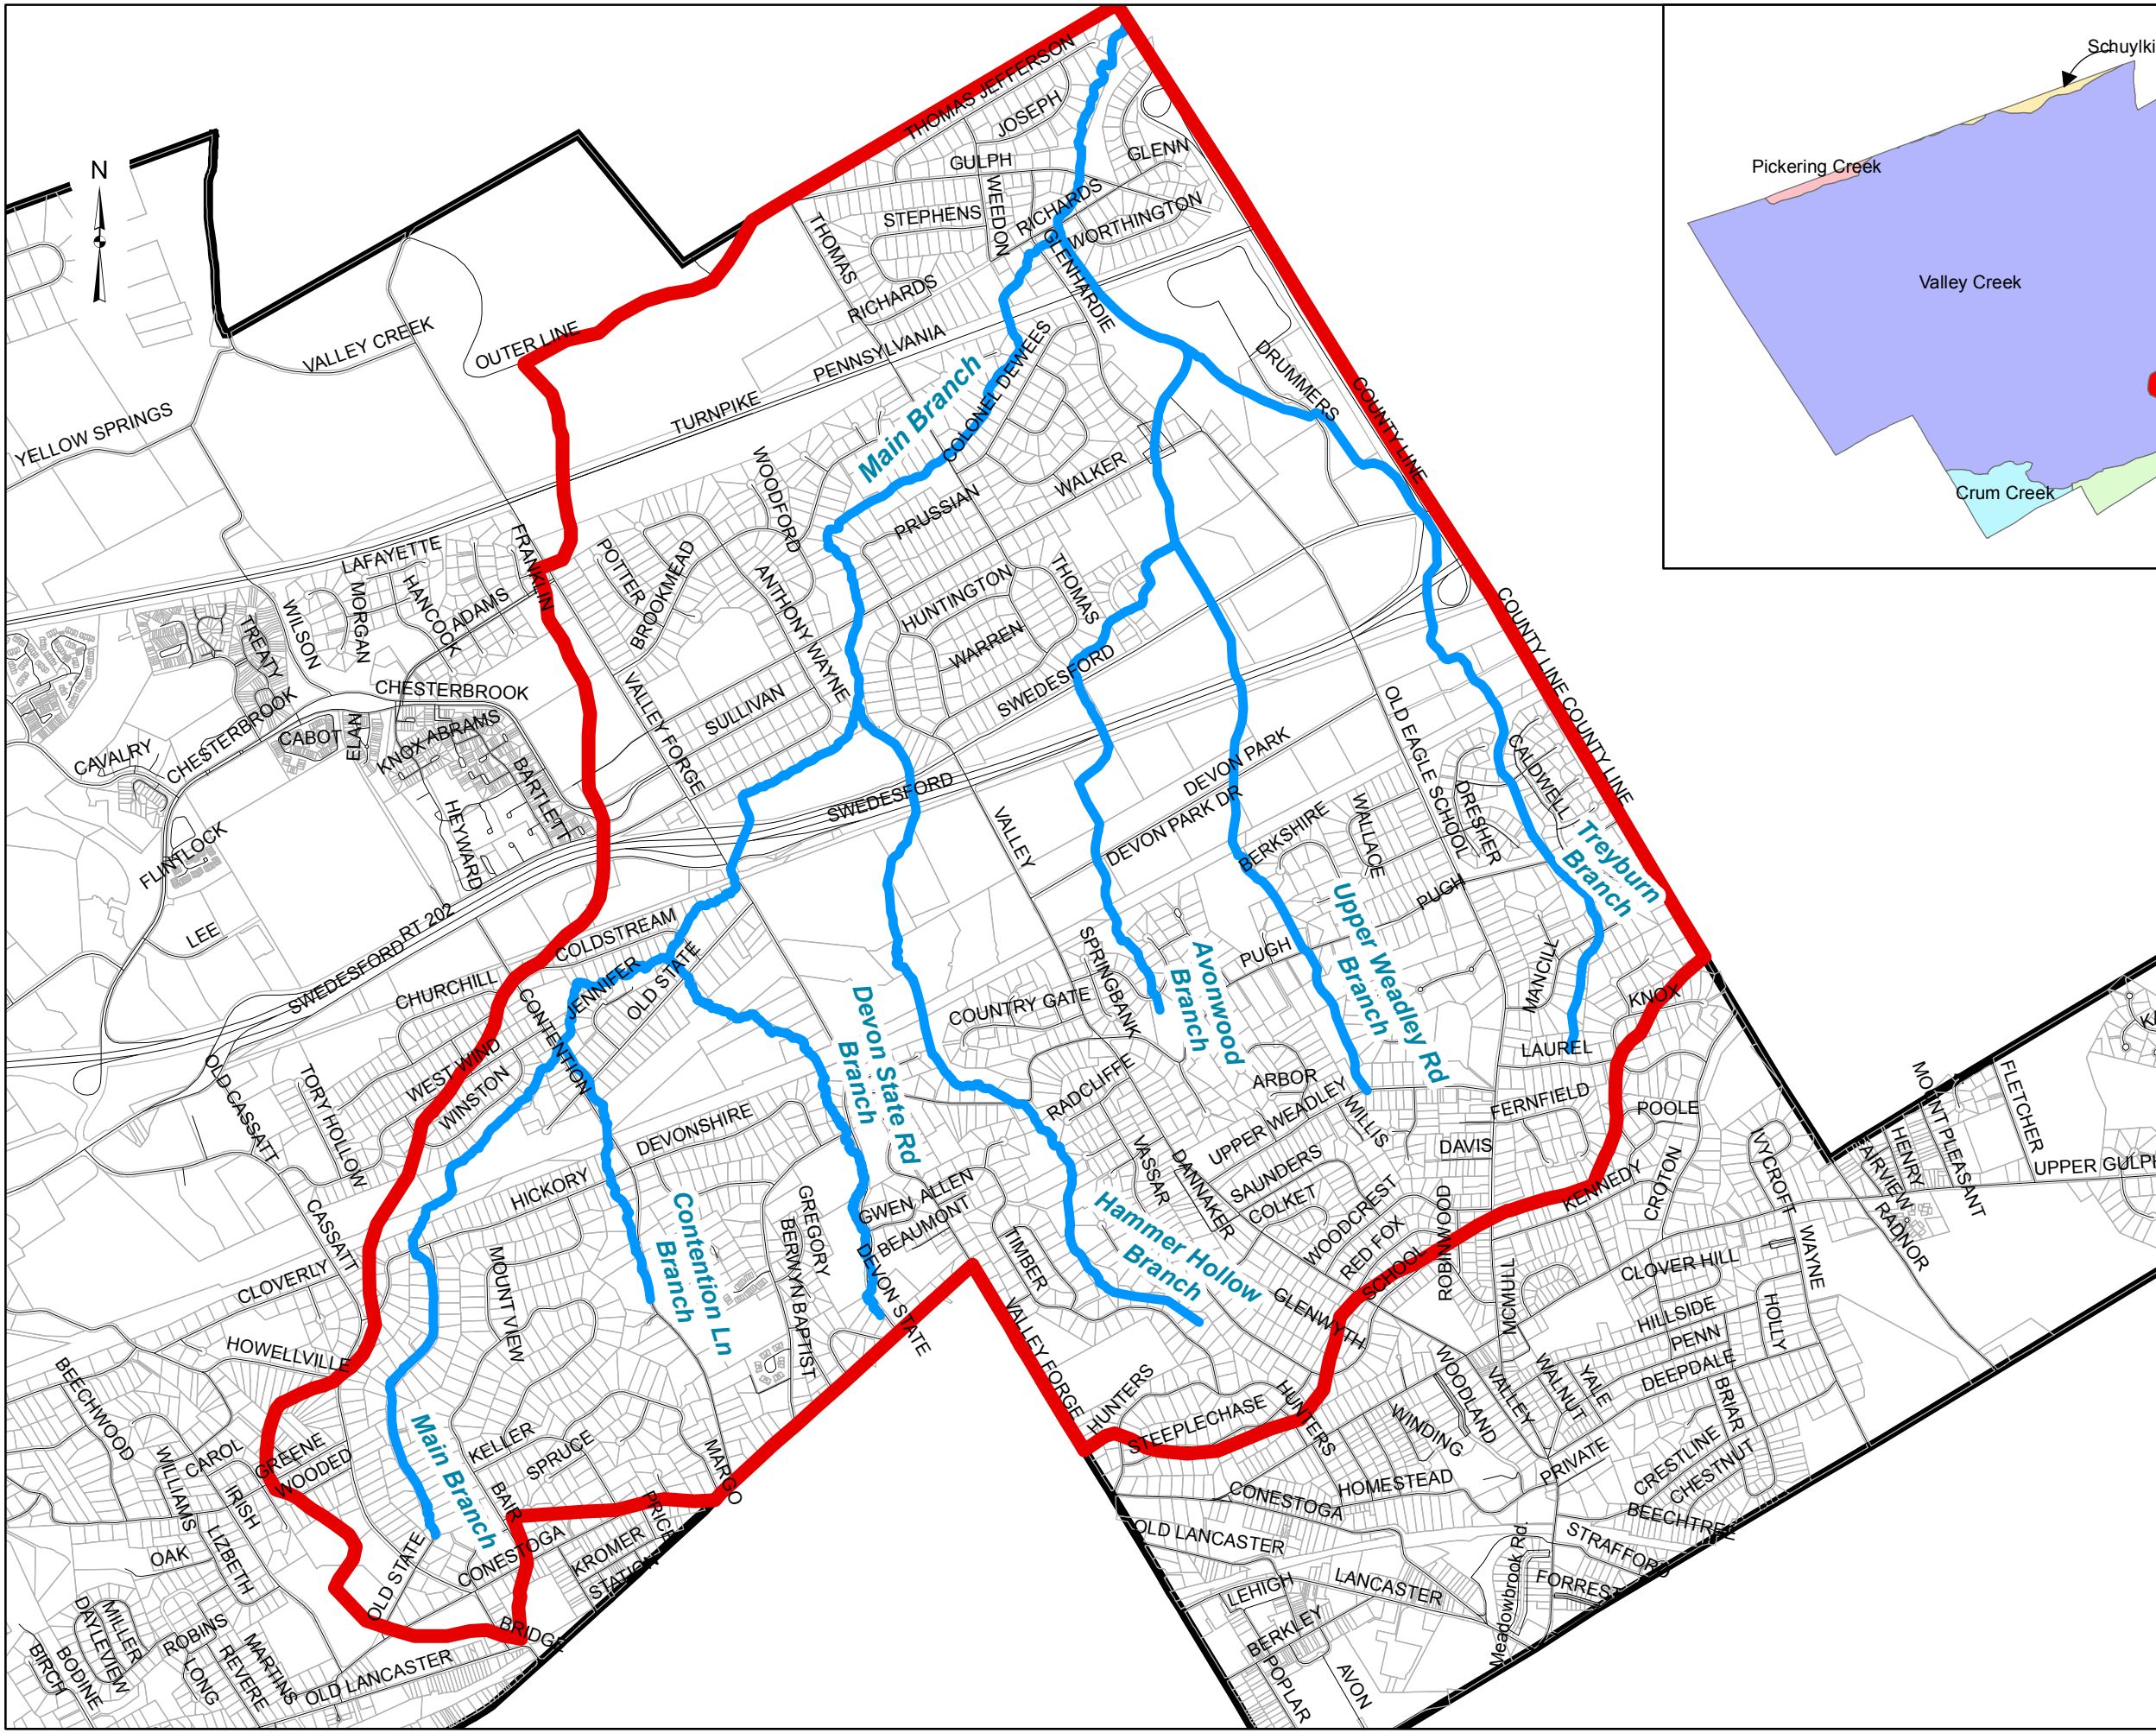 N
THOMAS JEFFERSON
JOSEPH
GULPH
GLENN
WEEDON
STEPHENS
RICHARDS
WORTHINGTON
THOMAS
GLENHARDIE
RICHARDS
VALLEY CREEK
OUTER LINE
PENNSYLVANIA
TURNPIKE
DRUMMERS
COUNTY LINE
Main Branch
COLONEL DEWEES
YELLOW SPRINGS
WOODFORD
WALKER
PRUSSIAN
LAFAYETTE
FRANKLIN
POTTER
BROOKMEAD
ANTHONY WAYNE
HUNTINGTON
THOMAS
WARREN
SWEDESFORD
MORGAN
HANCOCK
ADAMS
WILSON
TREATY
COUNTY LINE
COUNTY LINE
CHESTERBROOK
CHESTERBROOK
CABOT
ELAN
KNOX
ABRAMS
CAVALRY
BARTLETT
HEYWARD
FLINTLOCK
LEE
VALLEY FORGE
SULLIVAN
SWEDESFORD
VALLEY
DEVON PARK
DEVON PARK DR
OLD EAGLE SCHOOL
CALDWELL
DRESHER
BERKSHIRE
WALLACE
PUGH
Treyburn
Branch
Upper Weadley Rd
Branch
Avonwood
Branch
PUGH
SPRINGBANK
MANCILL
KNOX
SWEDESFORD
RT 202
COLDSTREAM
CHURCHILL
JENNIFER
OLD STATE
CONTENTION
COUNTRY GATE
Devon State Rd
Branch
LAUREL
WEST WIND
WINSTON
TORY HOLLOW
OLD CASSATT
RADCLIFFE
ARBOR
UPPER WEADLEY
WILLIS
FERNFIELD
POOLE
DAVIS
DEVONSHIRE
HICKORY
VASSAR
DANNAKER
SAUNDERS
COLKET
WOODCREST
RED FOX
SCHOOL
ROBINWOOD
KENNEDY
CROTON
IVYCROFT
FAIRVIEW
HENRY
MOUNT PLEASANT
FLETCHER
UPPER GULPH
RADNOR
WAYNE
CASSATT
CLOVERLY
HOWELLVILLE
MOUNTVIEW
Contention Ln
Branch
GREGORY
BERWYN BAPTIST
GWEN ALLEN
BEAUMONT
DEVON STATE
TIMBER
Hammer Hollow
Branch
GLENWYTH
MCINTUIL
CLOVER HILL
HILLSIDE
PENN
DEEPDALE
HOLLY
BRIAR
VALLEY FORGE
HUNTERS
STEEPLECHASE
HUNTERS
WOODLAND
VALLEY
WALNUT
YALE
WINDING
PRIVATE
CRESTLINE
CHESTNUT
BEECHTREE
BEECHWOOD
CAROL
WILLIAMS
IRISH
GREENE
WOODED
Main Branch
KELLER
SPRUCE
BAIR
MARGO
PRICE
CONESTOGA
KROMER
STATION
OAK
LIZBETH
OLD STATE
BRIDGE
CONESTOGA
HOMESTEAD
OLD LANCASTER
LANCASTER
LEHIGH
BERKLEY
POPLAR
AVON
Meadowbrook Rd.
STRAFFORD
FORREST
MILLER
DAYLEVIEW
ROBINS
LONG
REVERE
MARTINS
OLD LANCASTER
BIRCH
BODINE
Pickering Creek
Valley Creek
Crum Creek